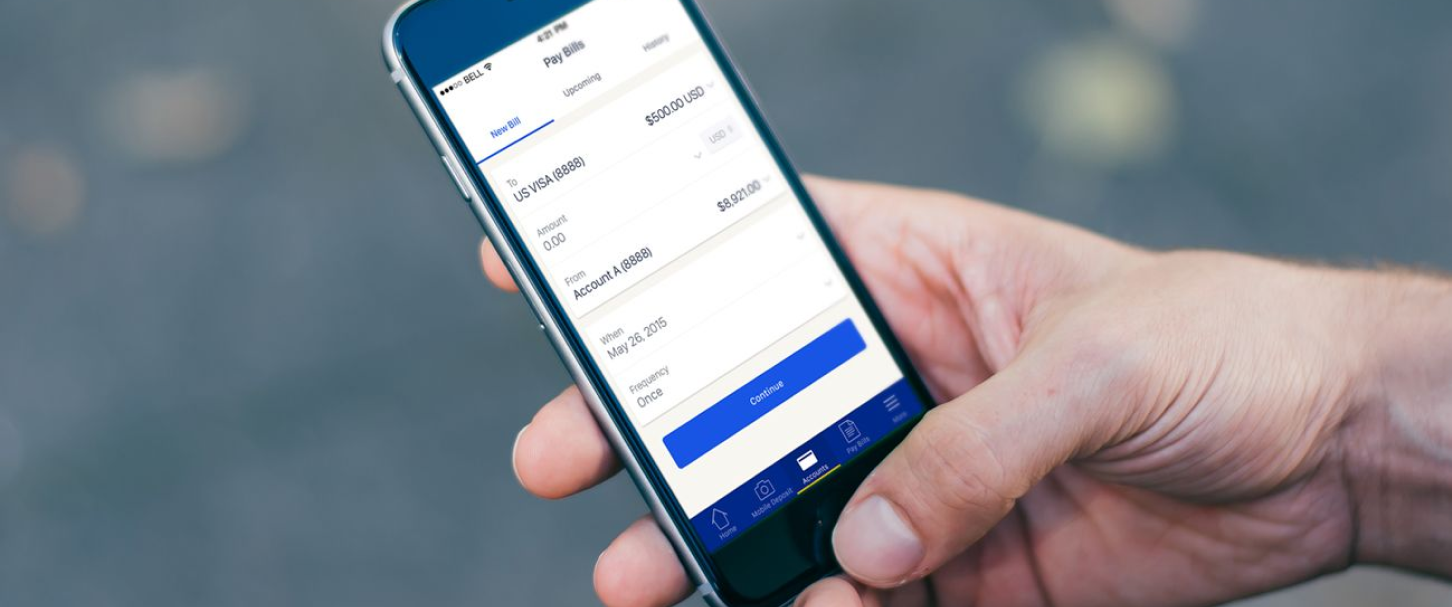 BELL
4:21 PM
Pay Bills
New Bill
Upcoming
History
To
US VISA (8888)
$500.00 USD
Amount
0.00
USD
From
Account A (8888)
$8,921.00
When
May 26, 2015
Frequency
Once
Continue
Home
Mobile Deposit
Accounts
Pay Bills
More